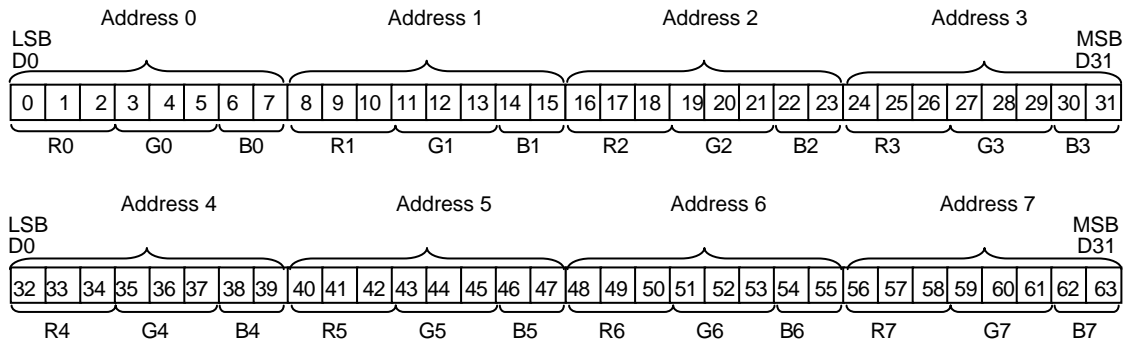 Address 0 Address 1 Address 2 Address 3
LSB MSB
D0 D31
0 1 2 3 4 5 6 7 8 9 10 11 12 13 14 15 16 17 18 19 20 21 22 23 24 25 26 27 28 29 30 31
R0 G0 B0 R1 G1 B1 R2 G2 B2 R3 G3 B3
Address 4 Address 5 Address 6 Address 7
LSB MSB
D0 D31
32 33 34 35 36 37 38 39 40 41 42 43 44 45 46 47 48 49 50 51 52 53 54 55 56 57 58 59 60 61 62 63
R4 G4 B4 R5 G5 B5 R6 G6 B6 R7 G7 B7